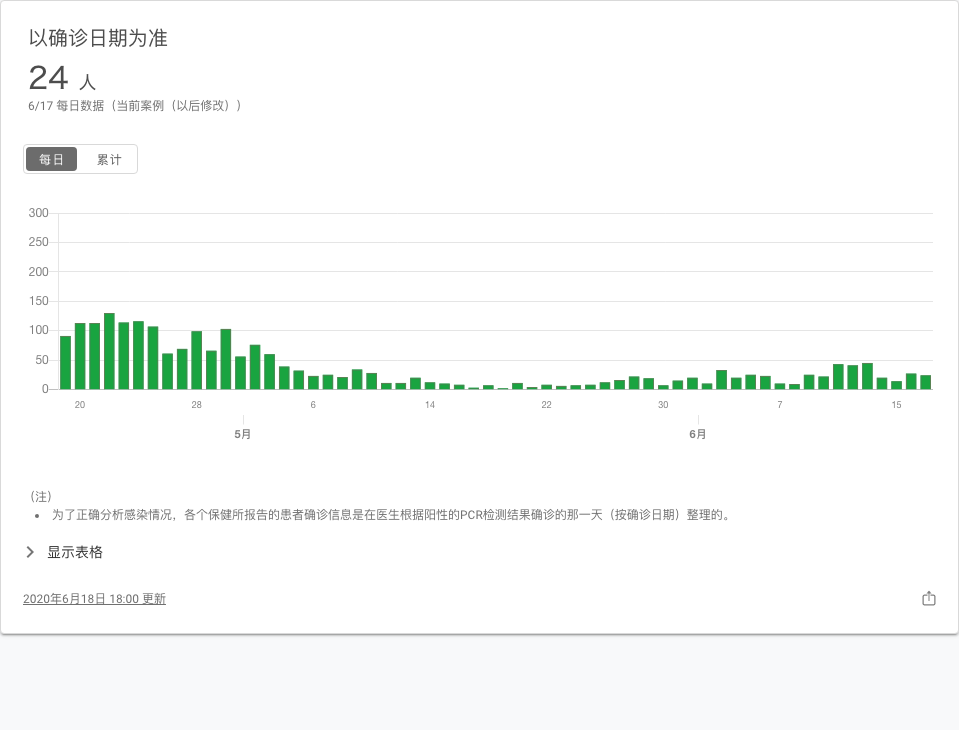 以确诊日期为准
24 人
6/17 每日数据（当前案例（以后修改））
每日 累计
300
250
200
150
100
50
0
20 28 6 14 22 30 7 15
5月 6月
（注）
• 为了正确分析感染情况，各个保健所报告的患者确诊信息是在医生根据阳性的PCR检测结果确诊的那一天（按确诊日期）整理的。
显示表格
2020年6月18日 18:00 更新